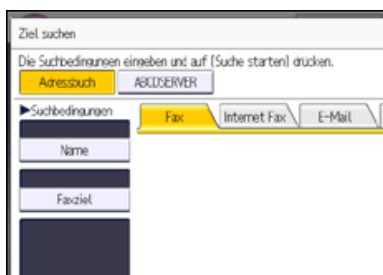 Ziel suchen
Die Suchbedingungen eingeben und auf [Suche starten] drücken.
Adressbuch ABCDSERVER
▶Suchbedingungen Fax Internet Fax E-Mail
Name
Faxziel